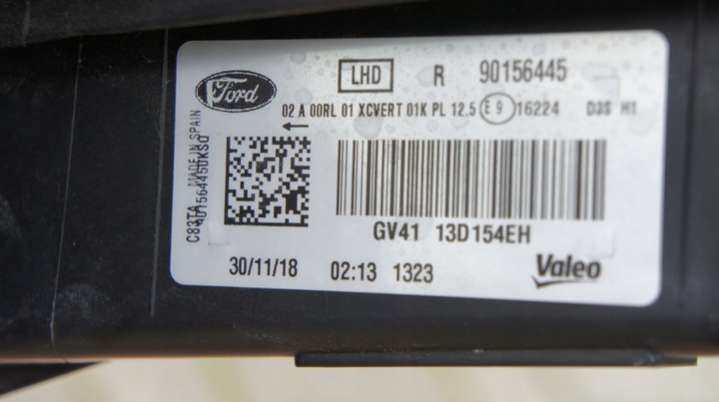 Ford
LHD R 90156445
02 A 00RL 01 XCVERT 01K PL 12.5 E9 16224 D3S H1
←
C83TA MADE IN SPAIN
GV41 13D154EH
30/11/18 02:13 1323 Valeo